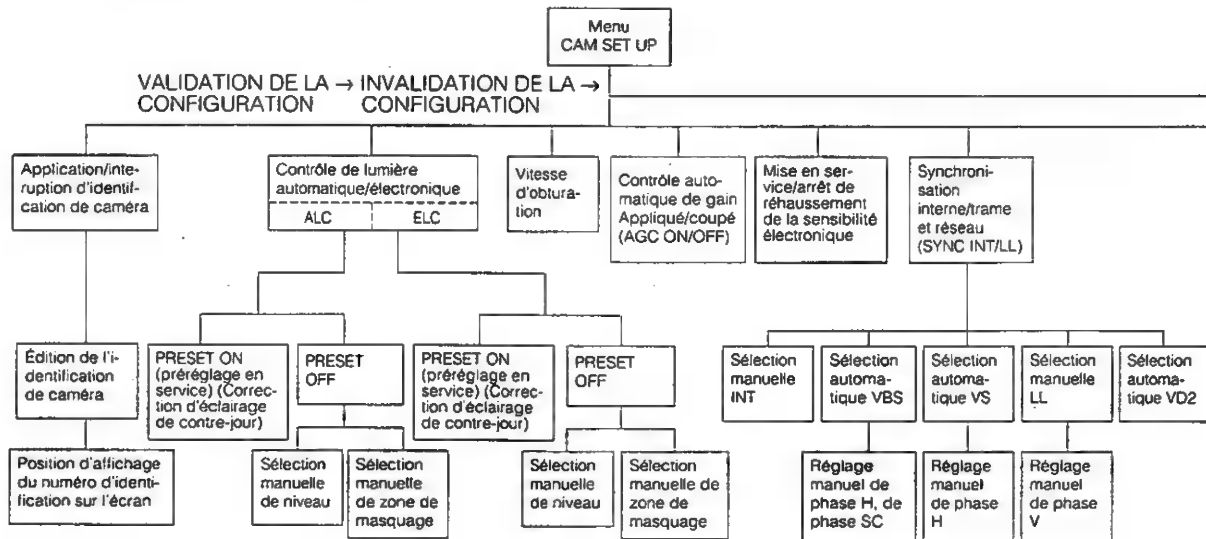 Menu
CAM SET UP
VALIDATION DE LA → INVALIDATION DE LA →
CONFIGURATION CONFIGURATION
Application/inte-
ruption d'identifi-
cation de caméra
Contrôle de lumière
automatique/électronique
ALC ELC
Vitesse
d'obtura-
tion
Contrôle auto-
matique de gain
Appliqué/coupé
(AGC ON/OFF)
Mise en ser-
vice/arrêt de
réhaussement
de la sensibilité
électronique
Synchroni-
sation
interne/trame
et réseau
(SYNC INT/LL)
Édition de l'i-
dentification
de caméra
PRESET ON
(préréglage en
service) (Correc-
tion d'éclairage
de contre-jour)
PRESET
OFF
PRESET ON
(préréglage en
service) (Correc-
tion d'éclairage
de contre-jour)
PRESET
OFF
Sélection
manuelle
INT
Sélection
automa-
tique VBS
Sélection
automa-
tique VS
Sélection
manuelle
LL
Sélection
automa-
tique VD2
Position d'affichage
du numéro d'identi-
fication sur l'écran
Sélection
manuelle
de niveau
Sélection
manuelle
de zone de
masquage
Sélection
manuelle
de niveau
Sélection
manuelle de
zone de
masquage
Réglage
manuel de
phase H, de
phase SC
Réglage
manuel
de phase
H
Réglage
manuel
de phase
V